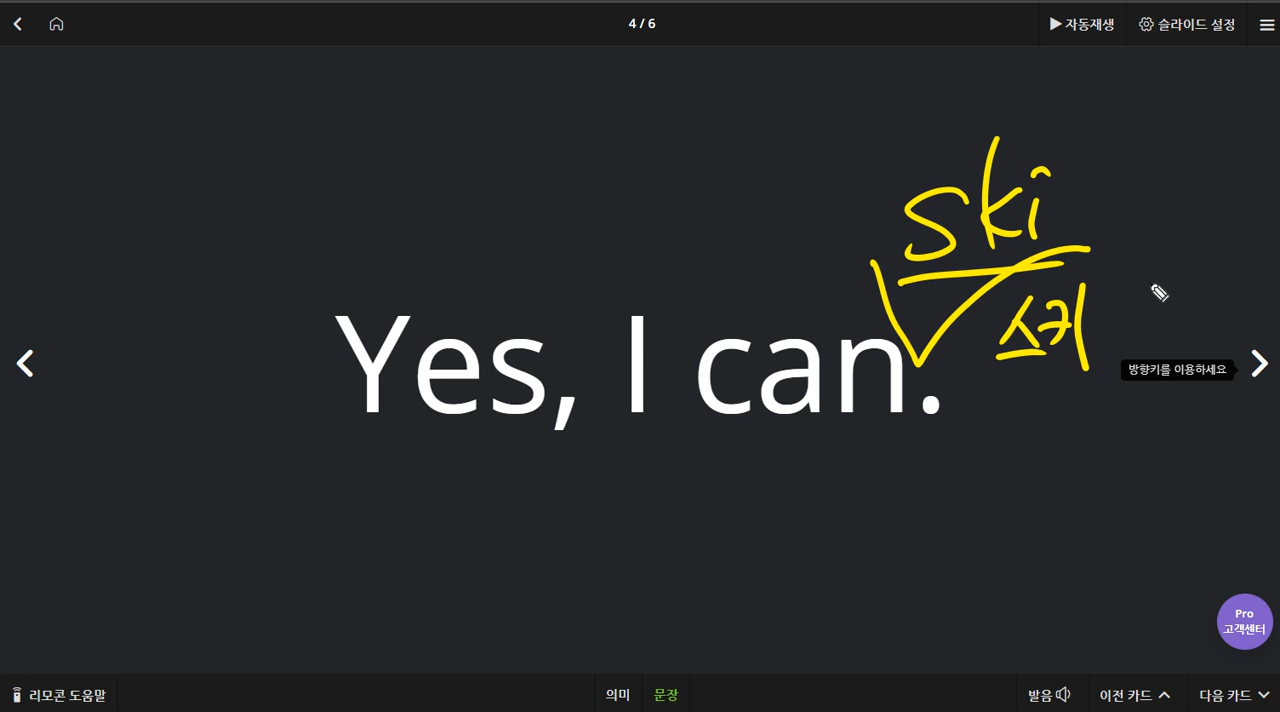 4 / 6
자동재생
슬라이드 설정
ski
스키
Yes, I can.
방향키를 이용하세요
Pro
고객센터
리모콘 도움말
의미
문장
발음
이전 카드
다음 카드